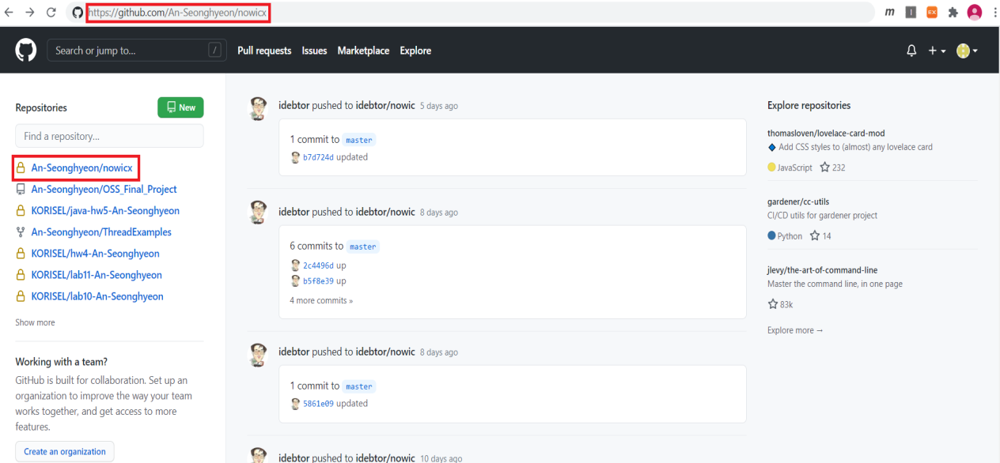 https://github.com/An-Seonghyeon/nowicx
m
EX
Search or jump to...
/
Pull requests Issues Marketplace Explore
Repositories
New
Find a repository...
An-Seonghyeon/nowicx
An-Seonghyeon/OSS_Final_Project
KORISEL/java-hw5-An-Seonghyeon
An-Seonghyeon/ThreadExamples
KORISEL/hw4-An-Seonghyeon
KORISEL/lab11-An-Seonghyeon
KORISEL/lab10-An-Seonghyeon
Show more
Working with a team?
GitHub is built for collaboration. Set up an
organization to improve the way your team
works together, and get access to more
features.
Create an organization
idebtor pushed to idebtor/nowic 5 days ago
1 commit to master
b7d724d updated
idebtor pushed to idebtor/nowic 8 days ago
6 commits to master
2c4496d up
b5f8e39 up
4 more commits »
idebtor pushed to idebtor/nowic 8 days ago
1 commit to master
5861e09 updated
idebtor pushed to idebtor/nowic 10 days ago
Explore repositories
thomasloven/lovelace-card-mod
Add CSS styles to (almost) any lovelace card
JavaScript 232
gardener/cc-utils
CI/CD utils for gardener project
Python 14
jlevy/the-art-of-command-line
Master the command line, in one page
83k
Explore more →